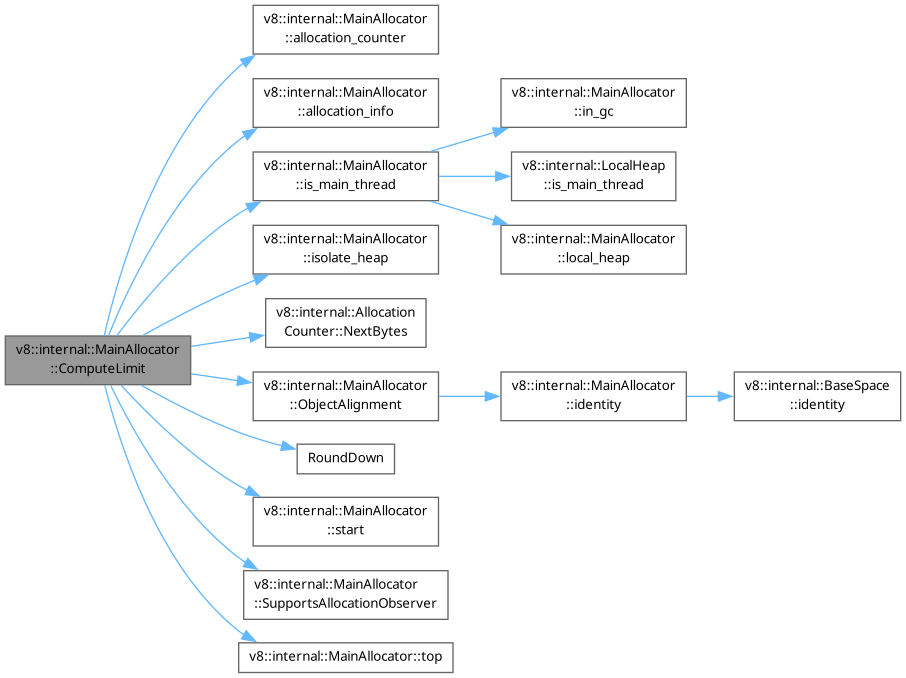 v8::internal::MainAllocator
::allocation_counter
v8::internal::MainAllocator
::allocation_info
v8::internal::MainAllocator
::in_gc
v8::internal::MainAllocator
::is_main_thread
v8::internal::LocalHeap
::is_main_thread
v8::internal::MainAllocator
::isolate_heap
v8::internal::MainAllocator
::local_heap
v8::internal::Allocation
Counter::NextBytes
v8::internal::MainAllocator
::ComputeLimit
v8::internal::MainAllocator
::ObjectAlignment
v8::internal::MainAllocator
::identity
v8::internal::BaseSpace
::identity
RoundDown
v8::internal::MainAllocator
::start
v8::internal::MainAllocator
::SupportsAllocationObserver
v8::internal::MainAllocator::top